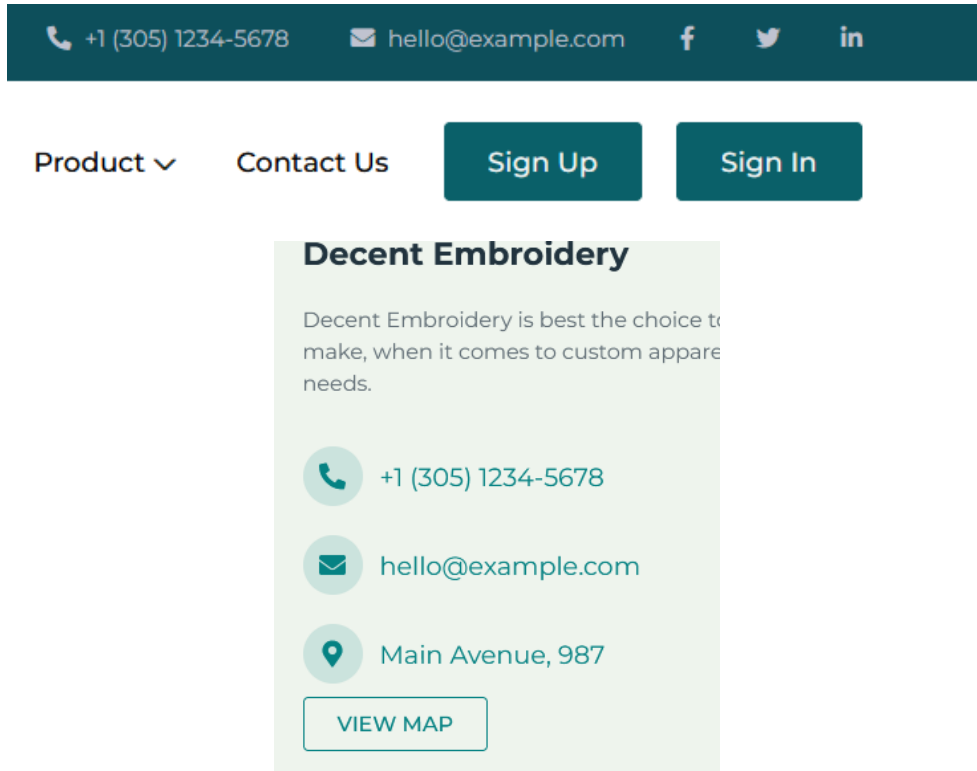 +1 (305) 1234-5678 hello@example.com
Product Contact Us Sign Up Sign In
Decent Embroidery
Decent Embroidery is best the choice to
make, when it comes to custom appare
needs.
+1 (305) 1234-5678
hello@example.com
Main Avenue, 987
VIEW MAP